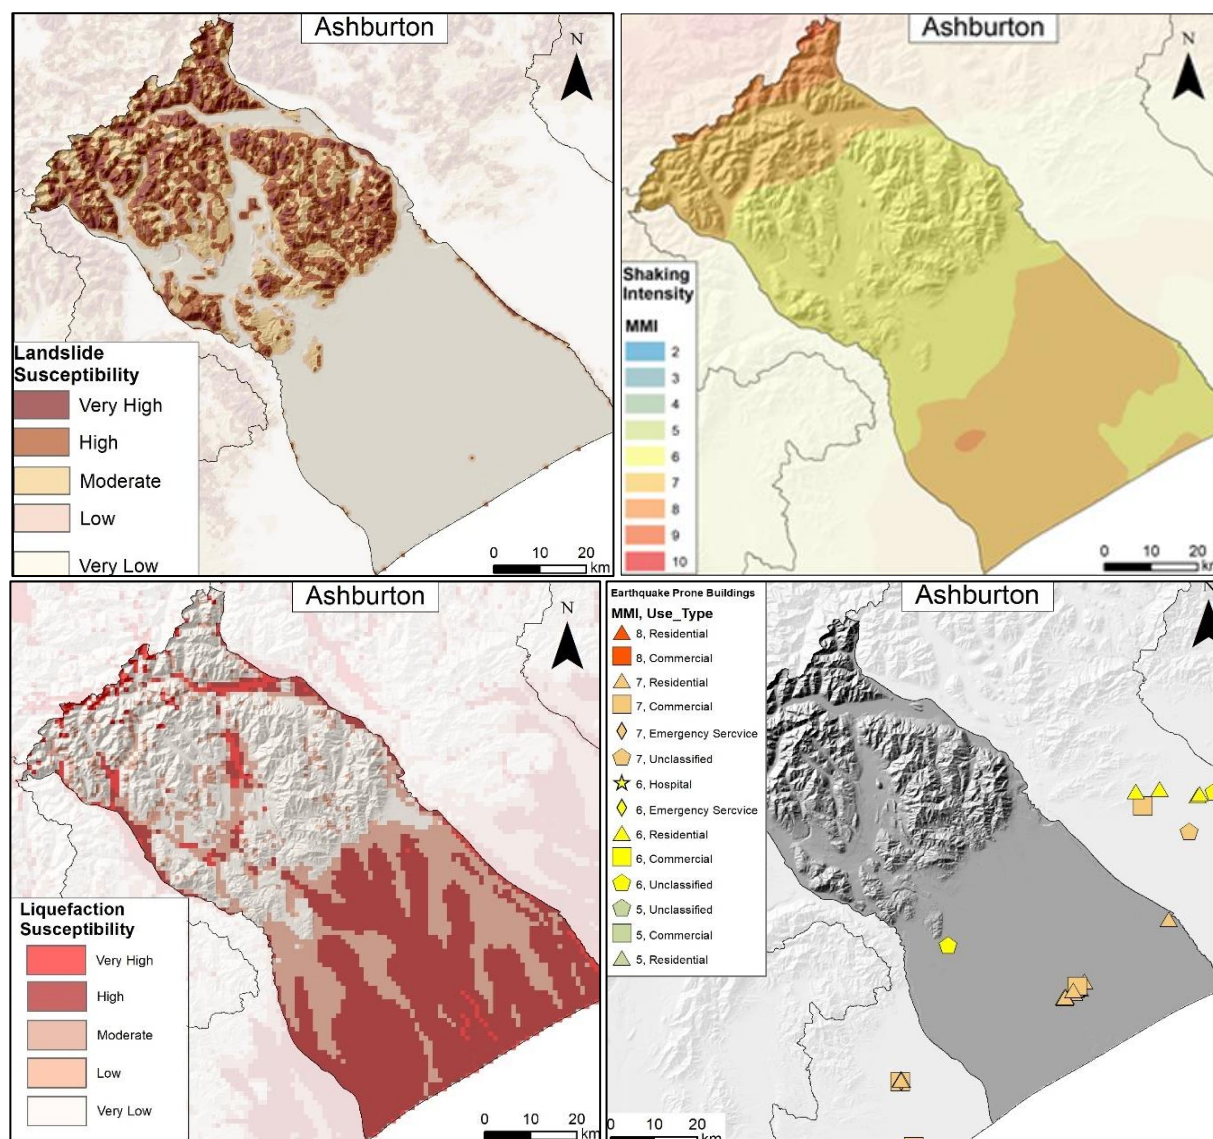 Ashburton
N
Landslide
Susceptibility
Very High
High
Moderate
Low
Very Low
0 10 20
km
Ashburton
N
Shaking
Intensity
MMI
2
3
4
5
6
7
8
9
10
0 10 20
km
Ashburton
N
Liquefaction
Susceptibility
Very High
High
Moderate
Low
Very Low
0 10 20
km
Ashburton
N
Earthquake Prone Buildings
MMI, Use_Type
8, Residential
8, Commercial
7, Residential
7, Commercial
7, Emergency Service
7, Unclassified
6, Hospital
6, Emergency Service
6, Residential
6, Commercial
6, Unclassified
5, Unclassified
5, Commercial
5, Residential
0 10 20
km